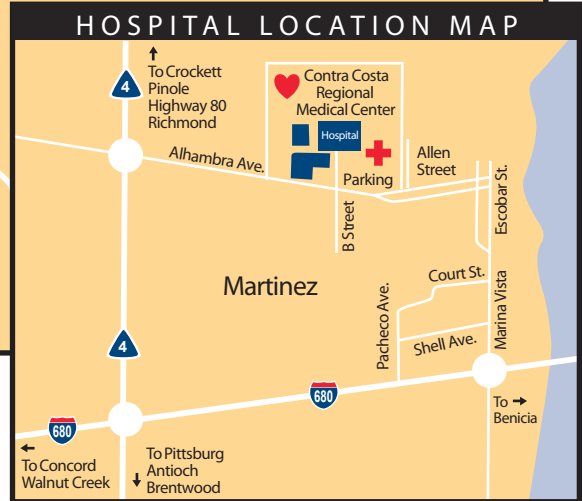 HOSPITAL LOCATION MAP
To Crockett
Pinole
Highway 80
Richmond
4
Contra Costa
Regional
Medical Center
Hospital
Allen
Street
Alhambra Ave.
Parking
B Street
Escobar St.
Martinez
Court St.
Pacheco Ave.
Marina Vista
Shell Ave.
4
680
To
Benicia
680
To Concord
Walnut Creek
To Pittsburg
Antioch
Brentwood